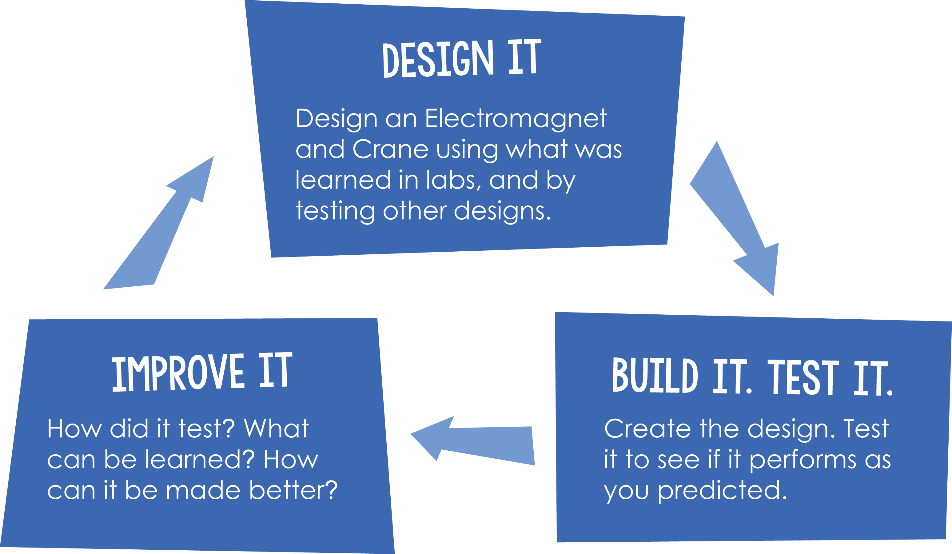 DESIGN IT
Design an Electromagnet
and Crane using what was
learned in labs, and by
testing other designs.
BUILD IT. TEST IT.
Create the design. Test
it to see if it performs as
you predicted.
IMPROVE IT
How did it test? What
can be learned? How
can it be made better?